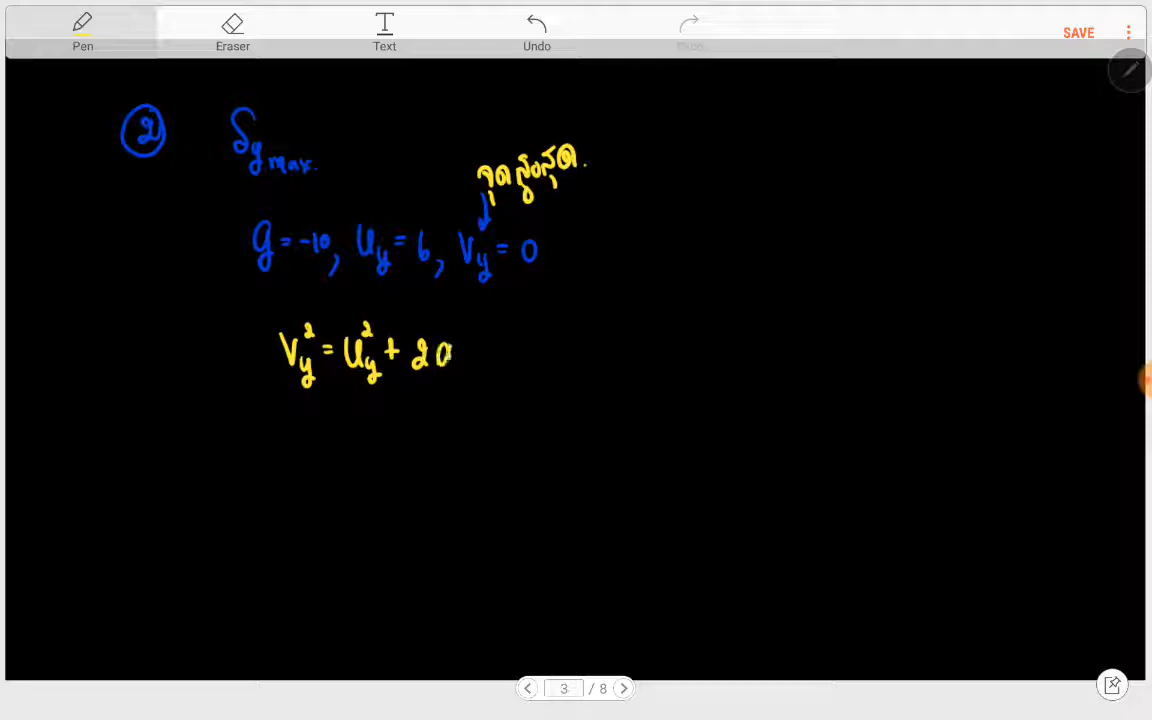 Pen Eraser Text Undo SAVE
② Sy max.
จุดสูงสุด.
g = -10, uy = 6, vy = 0
vy² = uy² + 2a
3 / 8